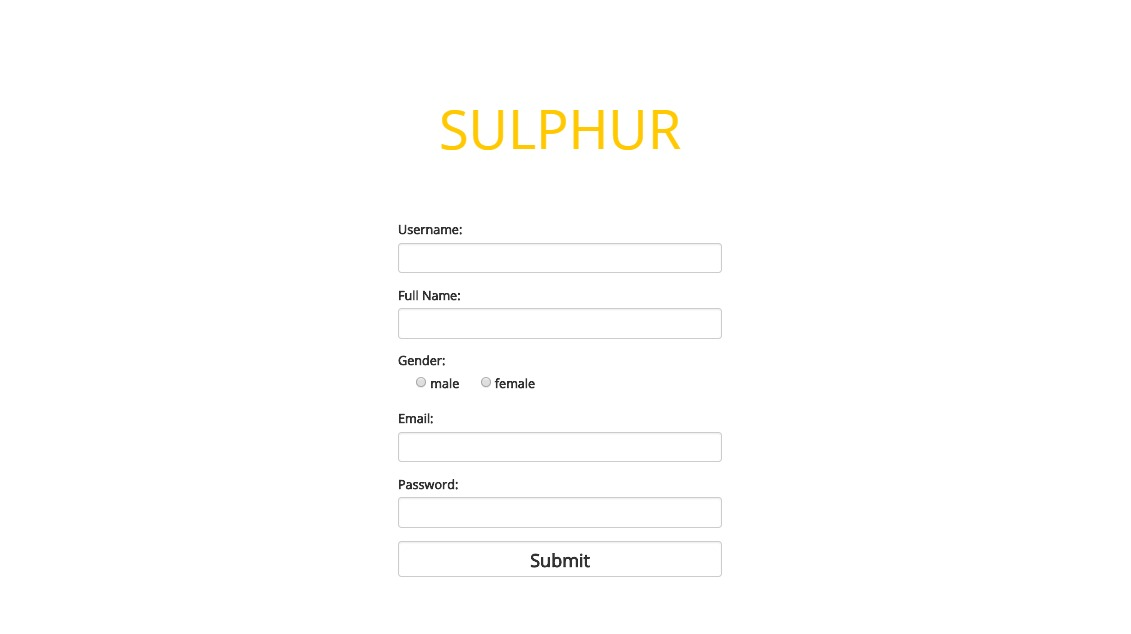 SULPHUR
Username:
Full Name:
Gender:
male female
Email:
Password:
Submit